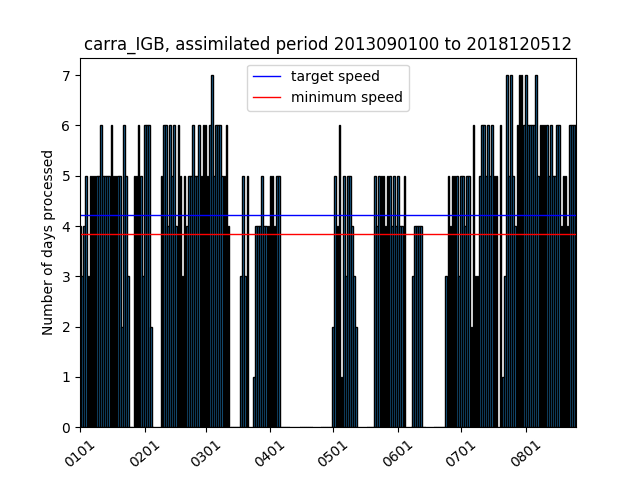 carra_IGB, assimilated period 2013090100 to 2018120512
target speed
minimum speed
Number of days processed
7
6
5
4
3
2
1
0
0101 0201 0301 0401 0501 0601 0701 0801